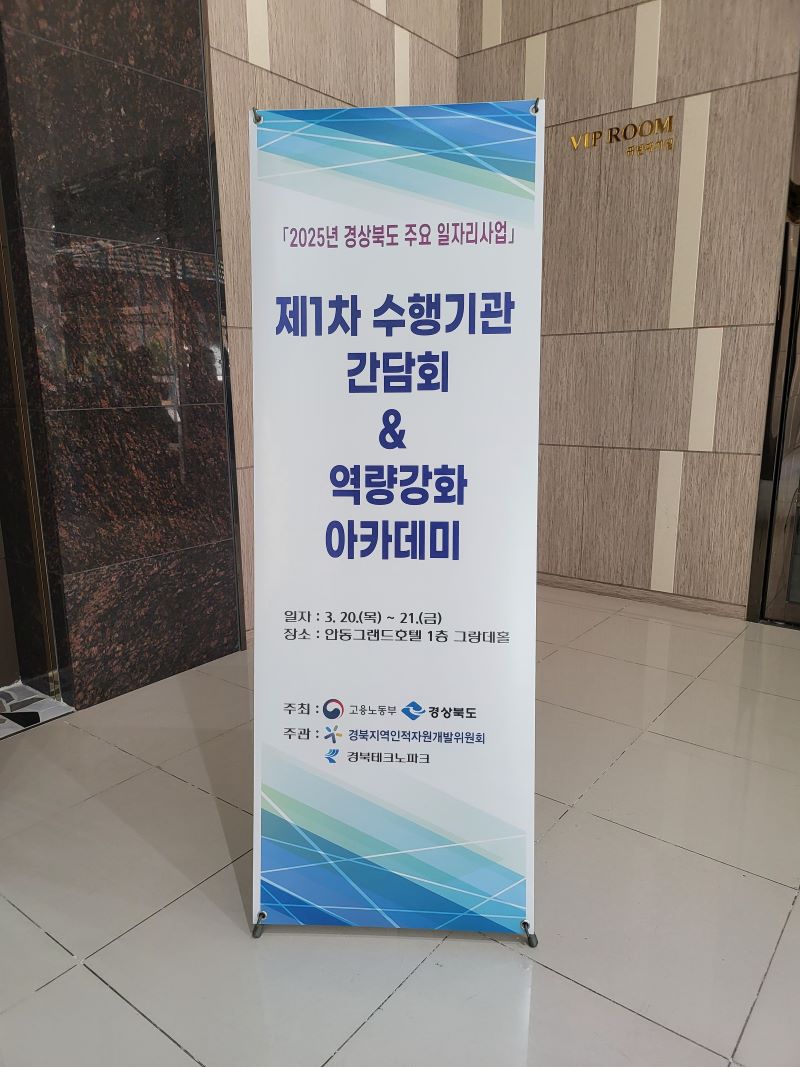 「2025년 경상북도 주요 일자리사업」
제1차 수행기관
간담회
&
역량강화
아카데미
일자 : 3. 20.(목) ~ 21.(금)
장소 : 안동그랜드호텔 1층 그랑데홀
주최 : 고용노동부 경상북도
주관 : 경북지역인적자원개발위원회
경북테크노파크
VIP ROOM